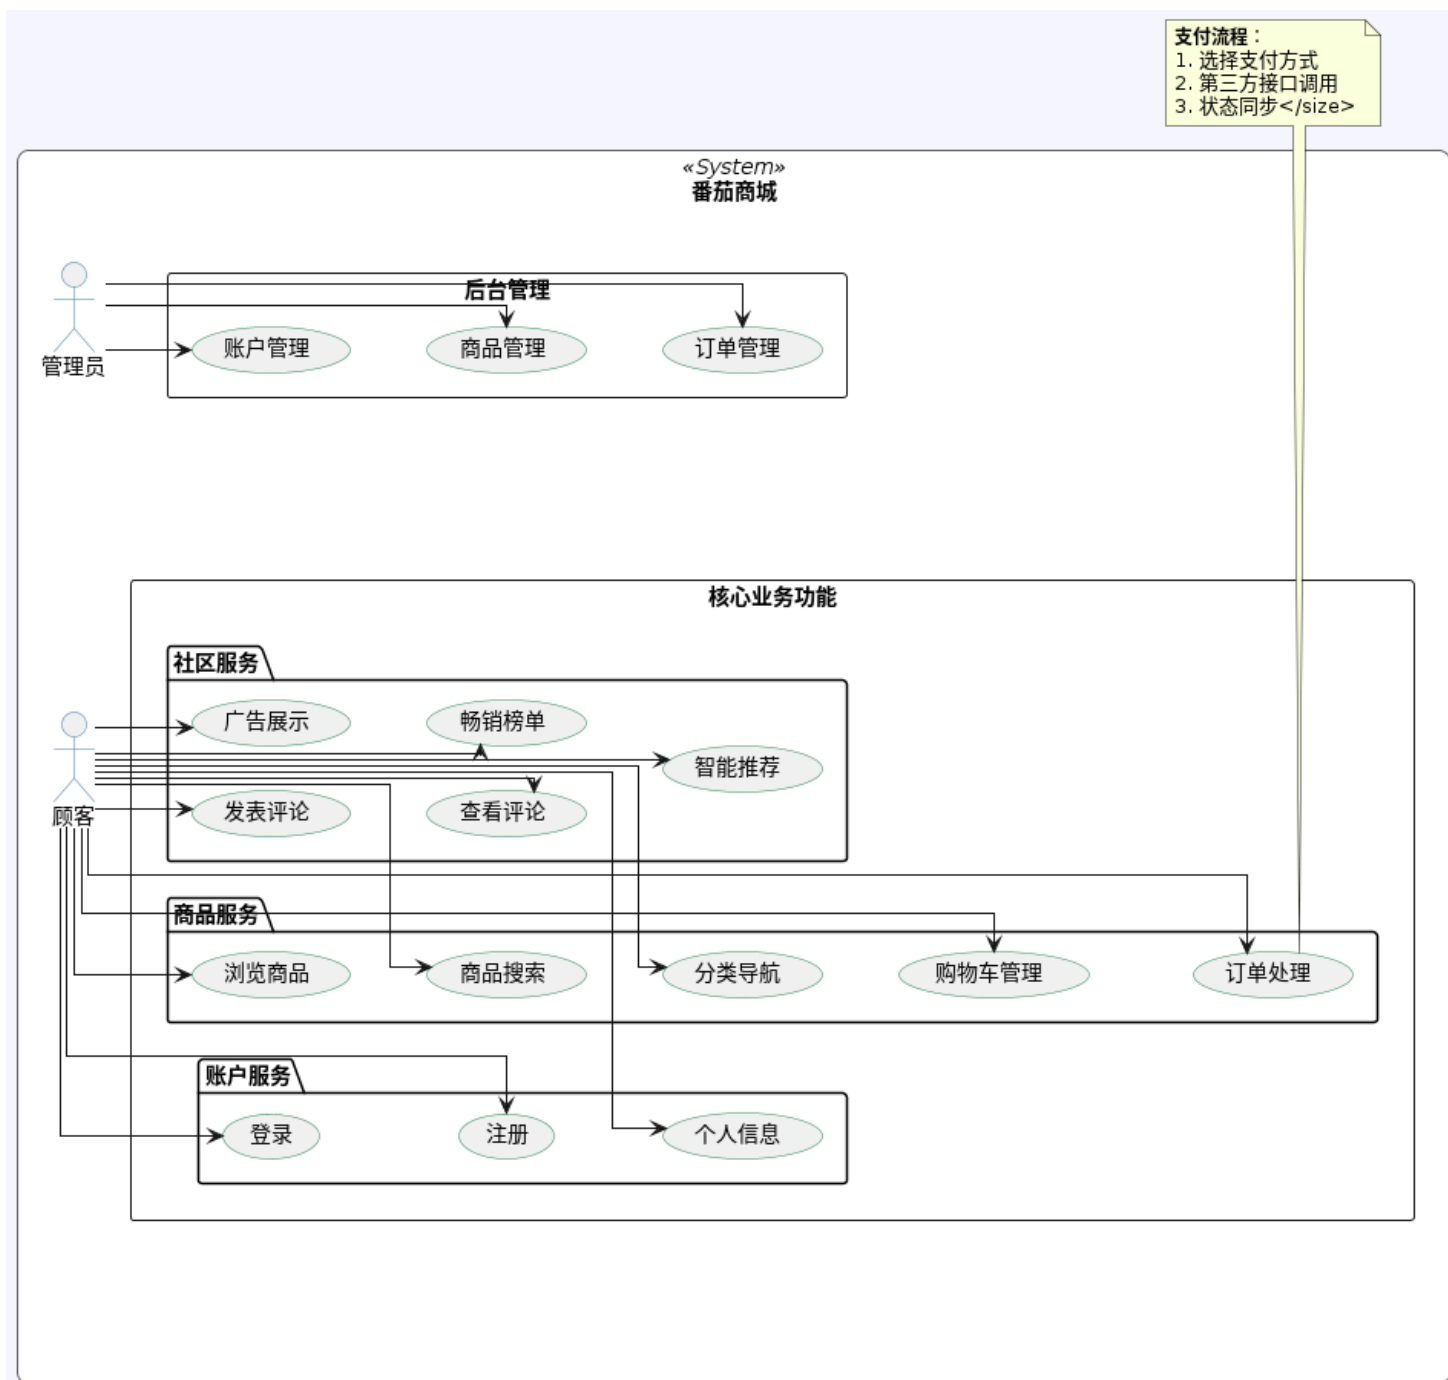 支付流程：
1. 选择支付方式
2. 第三方接口调用
3. 状态同步</size>
«System»
番茄商城
后台管理
管理员
账户管理
商品管理
订单管理
核心业务功能
社区服务
广告展示
畅销榜单
智能推荐
顾客
发表评论
查看评论
商品服务
浏览商品
商品搜索
分类导航
购物车管理
订单处理
账户服务
登录
注册
个人信息